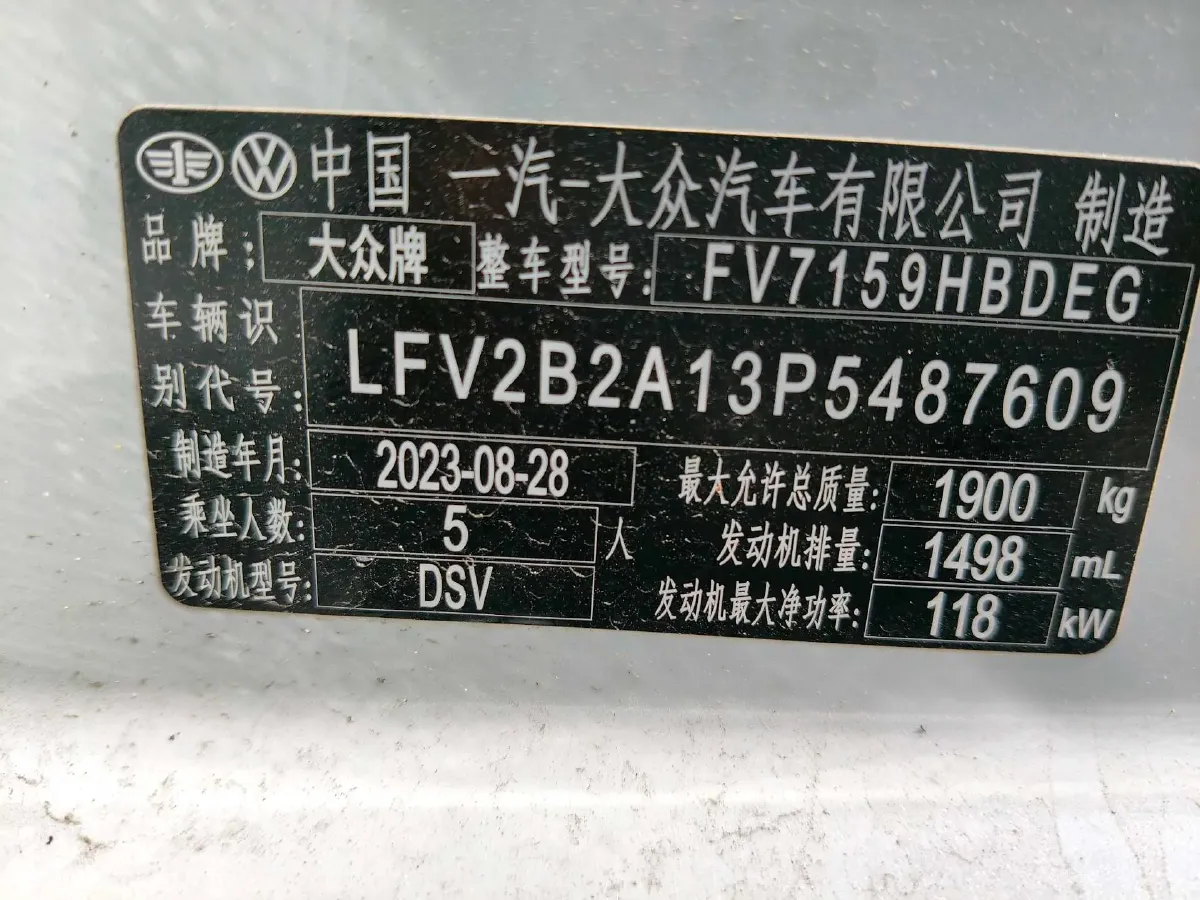 中国 一汽-大众汽车有限公司 制造
品牌: 大众牌 整车型号: FV7159HBDEG
车辆识别代号: LFV2B2A13P5487609
制造年月: 2023-08-28 最大允许总质量: 1900 kg
乘坐人数: 5 人 发动机排量: 1498 mL
发动机型号: DSV 发动机最大净功率: 118 kW